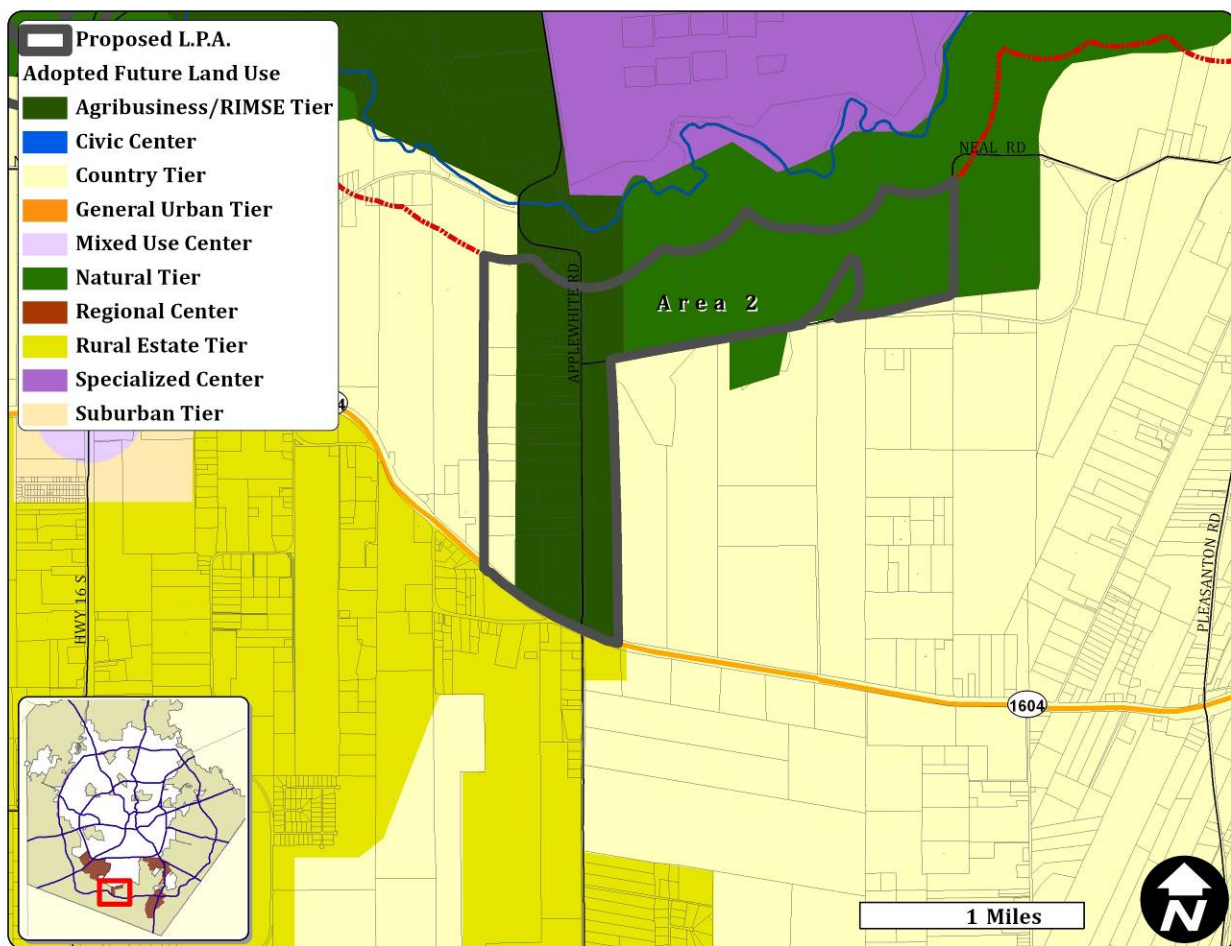 Proposed L.P.A.
Adopted Future Land Use
Agribusiness/RIMSE Tier
Civic Center
Country Tier
General Urban Tier
Mixed Use Center
Natural Tier
Regional Center
Rural Estate Tier
Specialized Center
Suburban Tier
NEAL RD
Area 2
APPLEWHITE RD
HWY 16 S
PLEASANTON RD
1604
1 Miles
N